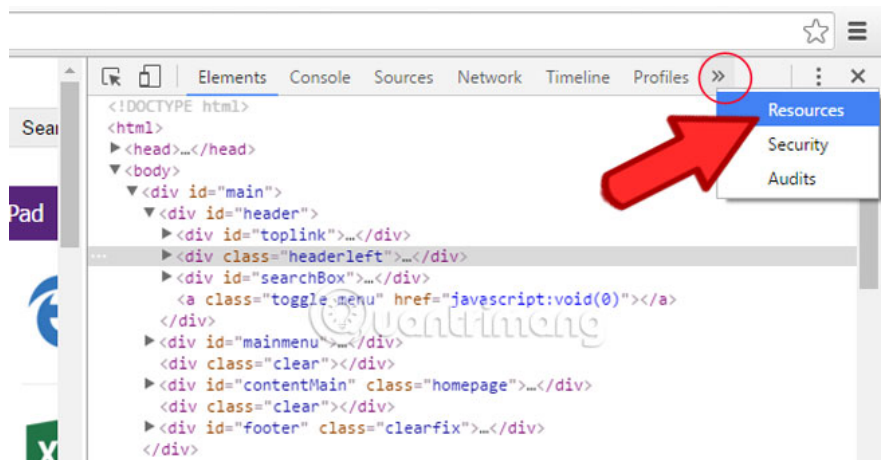 Elements Console Sources Network Timeline Profiles »
Resources
Security
Audits
Sear
Pad
<!DOCTYPE html>
<html>
▶<head>…</head>
▼<body>
▼<div id="main">
▼<div id="header">
▶<div id="toplink">…</div>
▶<div class="headerleft">…</div>
▶<div id="searchBox">…</div>
<a class="toggle_menu" href="javascript:void(0)"></a>
</div>
▶<div id="mainmenu">…</div>
<div class="clear"></div>
▶<div id="contentMain" class="homepage">…</div>
<div class="clear"></div>
▶<div id="footer" class="clearfix">…</div>
</div>
Quantrimang